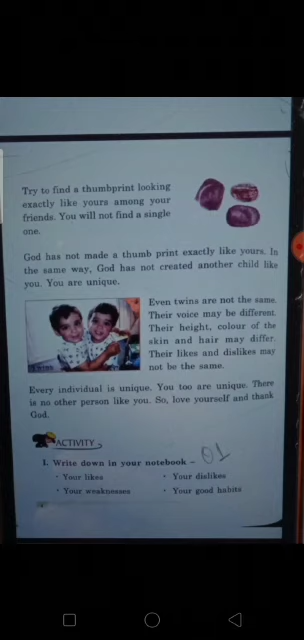 Try to find a thumbprint looking
exactly like yours among your
friends. You will not find a single
one.
God has not made a thumb print exactly like yours. In
the same way, God has not created another child like
you. You are unique.
Even twins are not the same.
Their voice may be different.
Their height, colour of the
skin and hair may differ.
Their likes and dislikes may
not be the same.
Twins
Every individual is unique. You too are unique. There
is no other person like you. So, love yourself and thank
God.
ACTIVITY
1. Write down in your notebook – 01
• Your likes
• Your dislikes
• Your weaknesses
• Your good habits